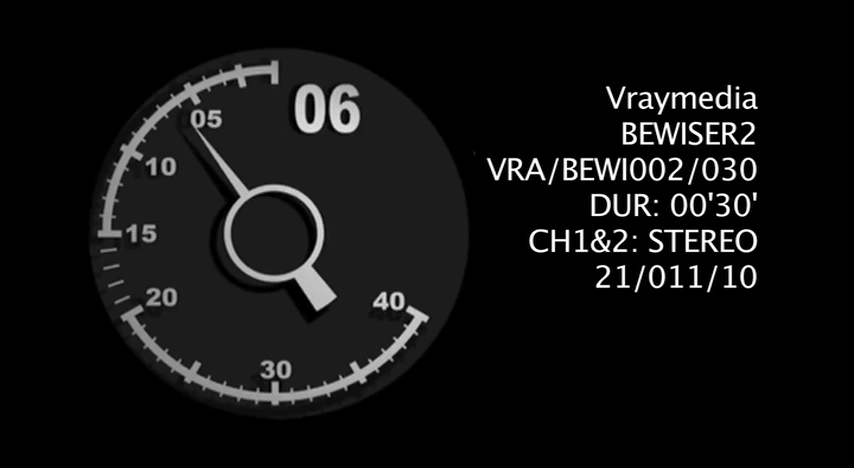 06
05
10
15
20
30
40
Vraymedia
BEWISER2
VRA/BEWI002/030
DUR: 00'30'
CH1&2: STEREO
21/011/10